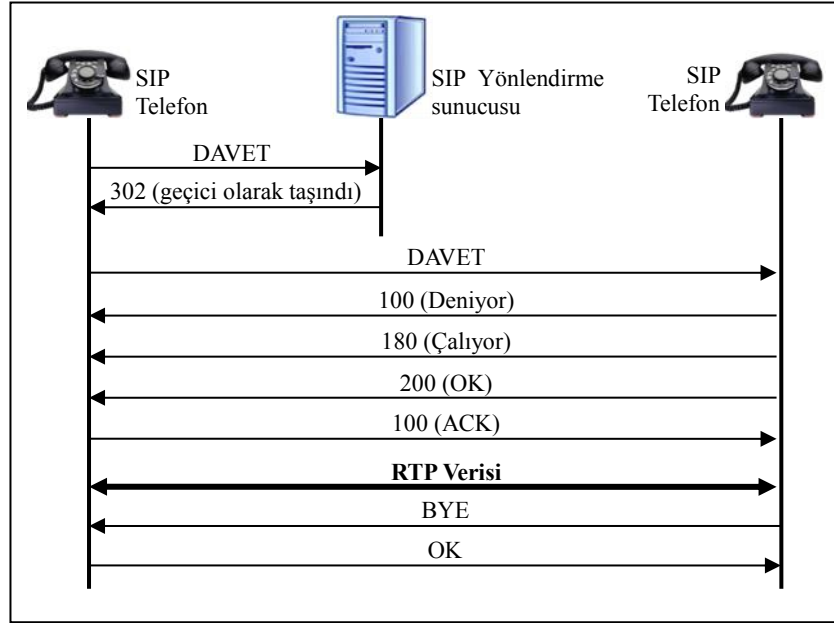 SIP
Telefon
SIP Yönlendirme
sunucusu
SIP
Telefon
DAVET
302 (geçici olarak taşındı)
DAVET
100 (Deniyor)
180 (Çalıyor)
200 (OK)
100 (ACK)
RTP Verisi
BYE
OK